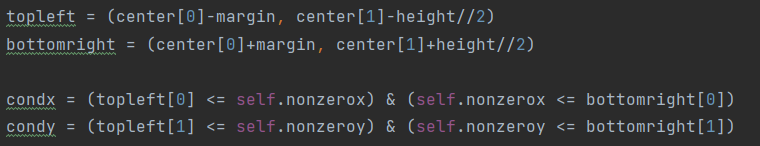 topleft = (center[0]-margin, center[1]-height//2)
bottomright = (center[0]+margin, center[1]+height//2)
condx = (topleft[0] <= self.nonzerox) & (self.nonzerox <= bottomright[0])
condy = (topleft[1] <= self.nonzeroy) & (self.nonzeroy <= bottomright[1])